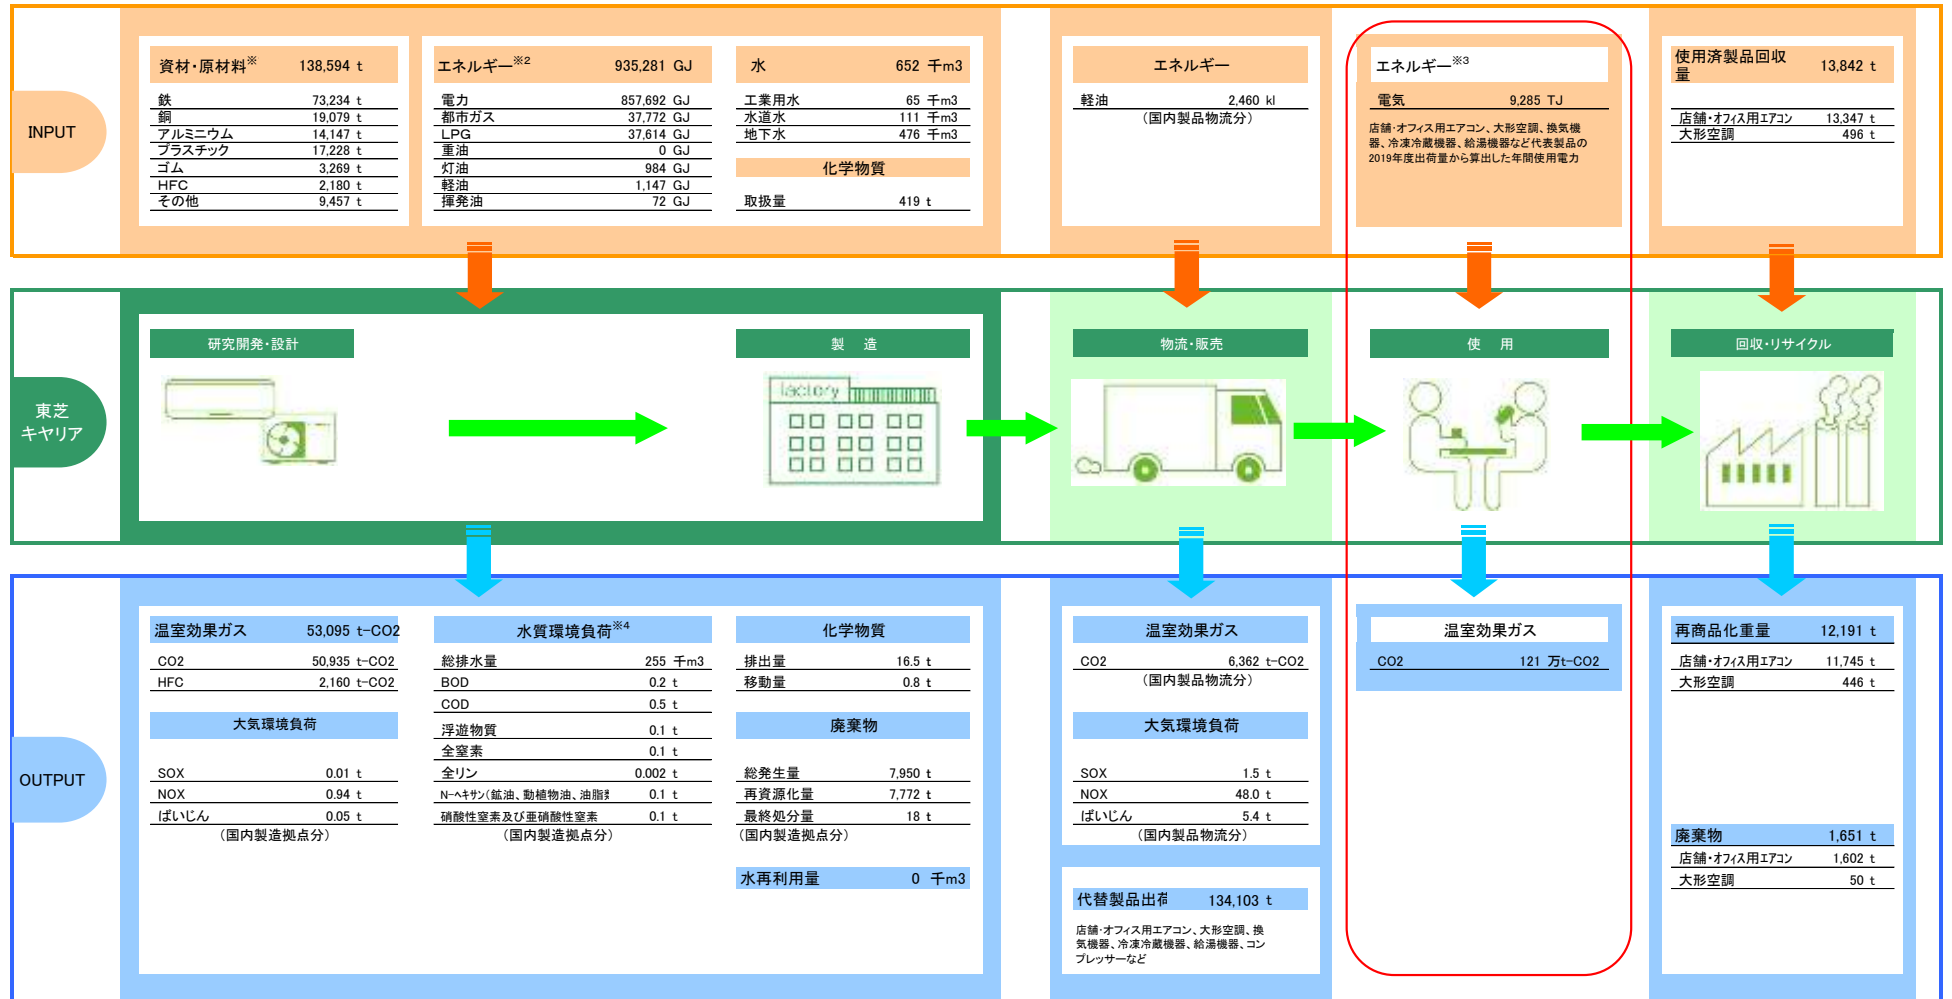 INPUT
資材・原材料※ 138,594 t
鉄 73,234 t
銅 19,079 t
アルミニウム 14,147 t
プラスチック 17,228 t
ゴム 3,269 t
HFC 2,180 t
その他 9,457 t
エネルギー※2 935,281 GJ
電力 857,692 GJ
都市ガス 37,772 GJ
LPG 37,614 GJ
重油 0 GJ
灯油 984 GJ
軽油 1,147 GJ
揮発油 72 GJ
水 652 千m3
工業用水 65 千m3
水道水 111 千m3
地下水 476 千m3
化学物質
取扱量 419 t
エネルギー
軽油 2,460 kl
(国内製品物流分)
エネルギー※3
電気 9,285 TJ
店舗・オフィス用エアコン、大形空調、換気機
器、冷凍冷蔵機器、給湯機器など代表製品の
2019年度出荷量から算出した年間使用電力
使用済製品回収
量 13,842 t
店舗・オフィス用エアコン 13,347 t
大形空調 496 t
東芝
キヤリア
研究開発・設計
製 造
factory
物流・販売
使 用
回収・リサイクル
OUTPUT
温室効果ガス 53,095 t-CO2
CO2 50,935 t-CO2
HFC 2,160 t-CO2
大気環境負荷
SOX 0.01 t
NOX 0.94 t
ばいじん 0.05 t
(国内製造拠点分)
水質環境負荷※4
総排水量 255 千m3
BOD 0.2 t
COD 0.5 t
浮遊物質 0.1 t
全窒素 0.1 t
全リン 0.002 t
N-ヘキサン(鉱油、動植物油、油脂 0.1 t
硝酸性窒素及び亜硝酸性窒素 0.1 t
(国内製造拠点分)
化学物質
排出量 16.5 t
移動量 0.8 t
廃棄物
総発生量 7,950 t
再資源化量 7,772 t
最終処分量 18 t
(国内製造拠点分)
水再利用量 0 千m3
温室効果ガス
CO2 6,362 t-CO2
(国内製品物流分)
大気環境負荷
SOX 1.5 t
NOX 48.0 t
ばいじん 5.4 t
(国内製品物流分)
代替製品出荷 134,103 t
店舗・オフィス用エアコン、大形空調、換
気機器、冷凍冷蔵機器、給湯機器、コン
プレッサーなど
温室効果ガス
CO2 121 万t-CO2
再商品化重量 12,191 t
店舗・オフィス用エアコン 11,745 t
大形空調 446 t
廃棄物 1,651 t
店舗・オフィス用エアコン 1,602 t
大形空調 50 t